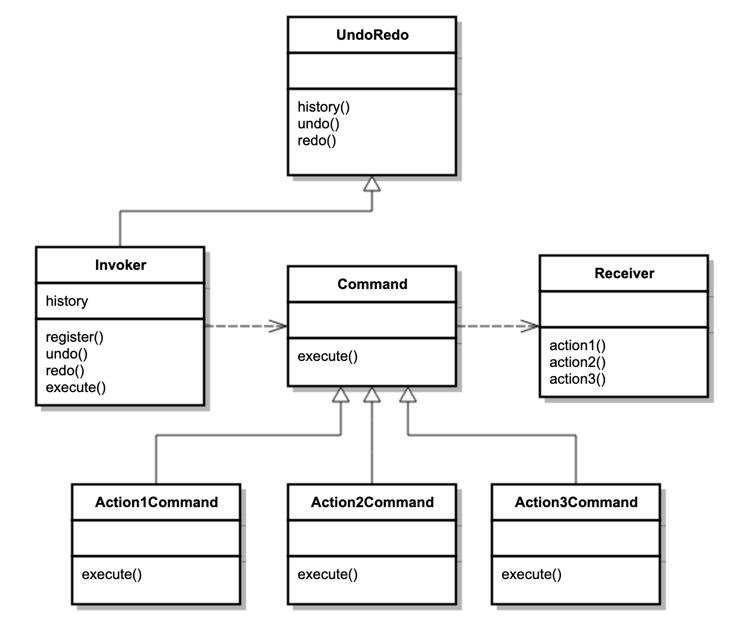 UndoRedo
history()
undo()
redo()
Invoker
history
register()
undo()
redo()
execute()
Command
execute()
Receiver
action1()
action2()
action3()
Action1Command
execute()
Action2Command
execute()
Action3Command
execute()